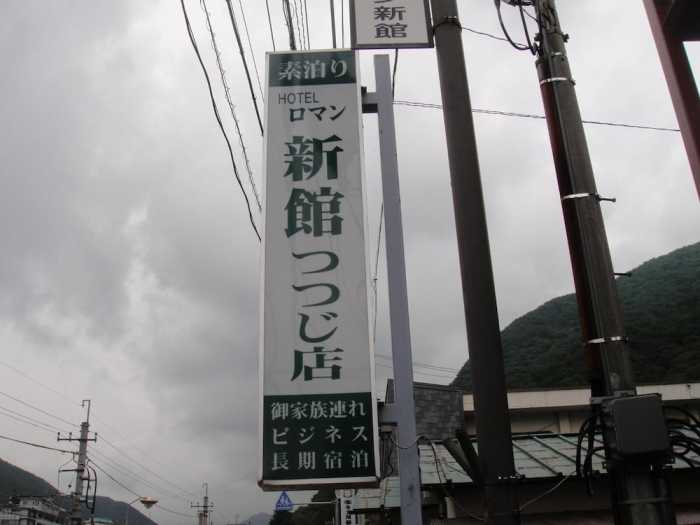 ン新館
素泊り
HOTEL
ロマン
新館つつじ店
御家族連れ
ビジネス
長期宿泊